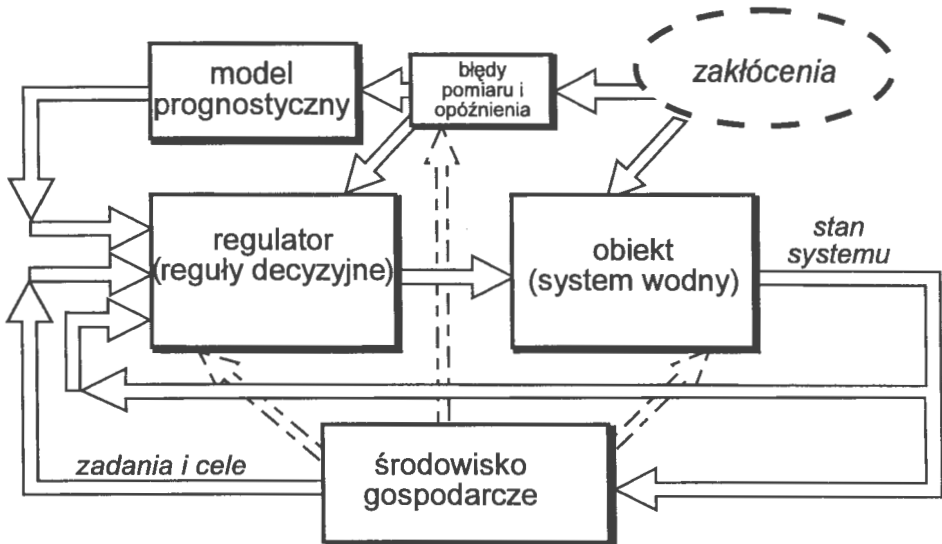 model
prognostyczny
błędy
pomiaru i
opóźnienia
zakłócenia
regulator
(reguły decyzyjne)
obiekt
(system wodny)
stan
systemu
zadania i cele
środowisko
gospodarcze